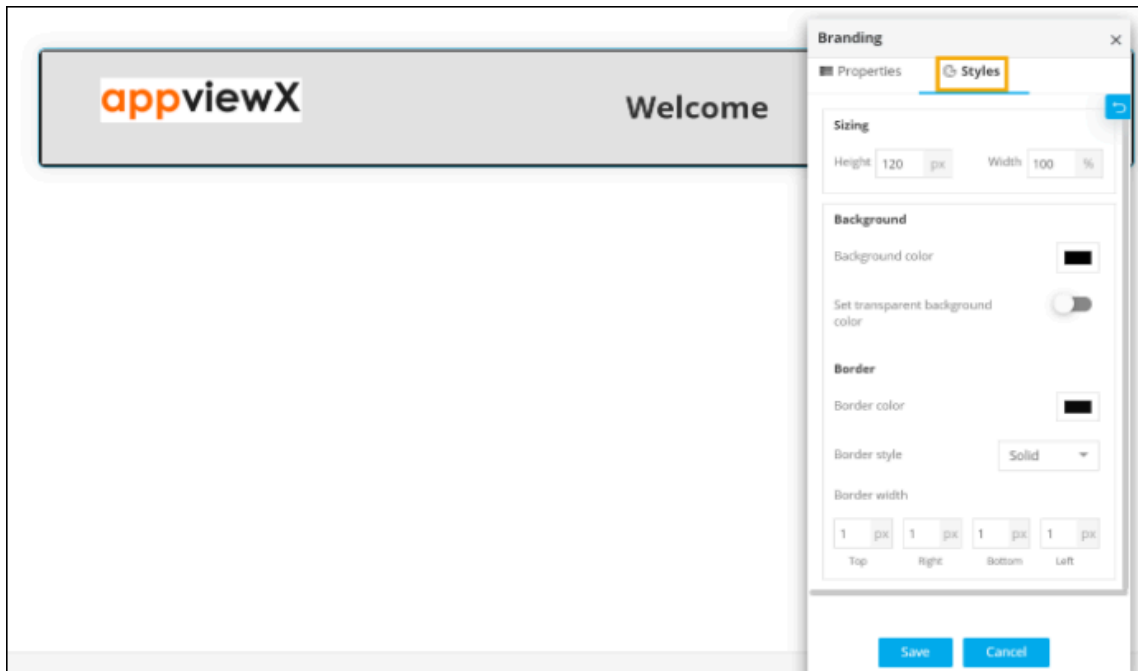 Branding
Properties Styles
appviewX
Welcome
Sizing
Height 120 px Width 100 %
Background
Background color
Set transparent background
color
Border
Border color
Border style Solid
Border width
1 px 1 px 1 px 1 px
Top Right Bottom Left
Save Cancel